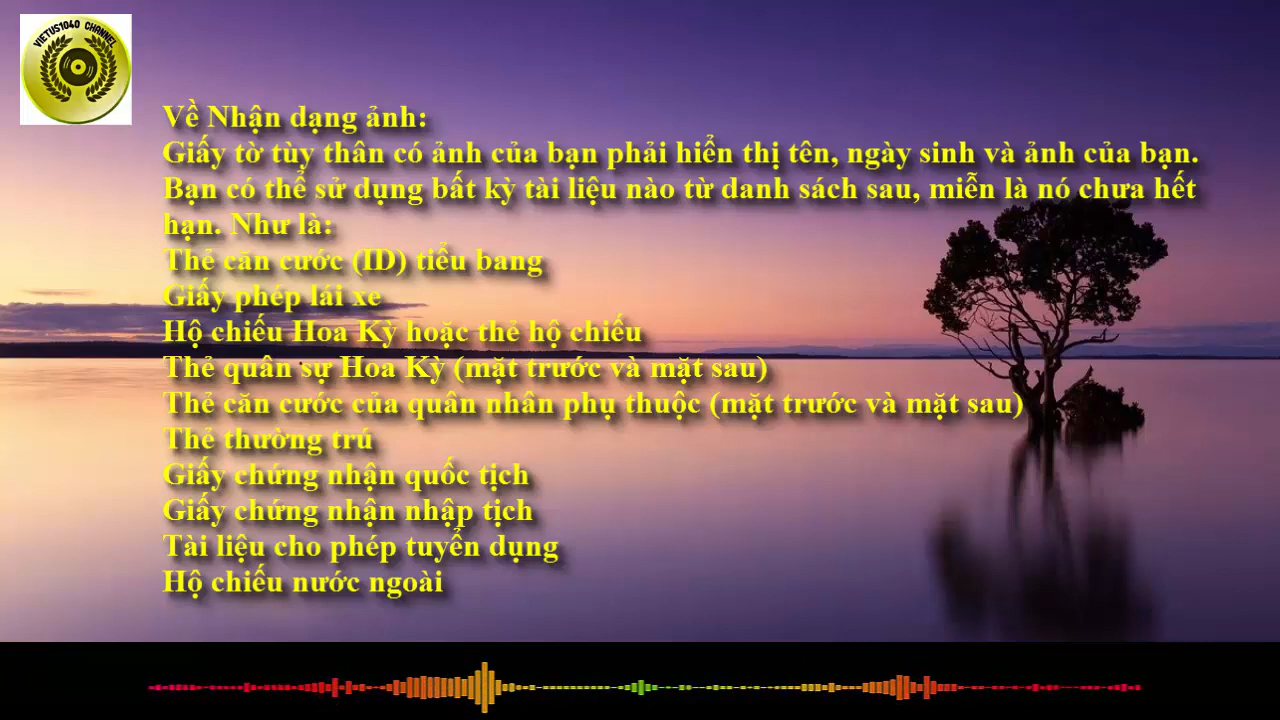 VIETUS1040 CHANNEL
Về Nhận dạng ảnh:
Giấy tờ tùy thân có ảnh của bạn phải hiển thị tên, ngày sinh và ảnh của bạn.
Bạn có thể sử dụng bất kỳ tài liệu nào từ danh sách sau, miễn là nó chưa hết
hạn. Như là:
Thẻ căn cước (ID) tiểu bang
Giấy phép lái xe
Hộ chiếu Hoa Kỳ hoặc thẻ hộ chiếu
Thẻ quân sự Hoa Kỳ (mặt trước và mặt sau)
Thẻ căn cước của quân nhân phụ thuộc (mặt trước và mặt sau)
Thẻ thường trú
Giấy chứng nhận quốc tịch
Giấy chứng nhận nhập tịch
Tài liệu cho phép tuyển dụng
Hộ chiếu nước ngoài